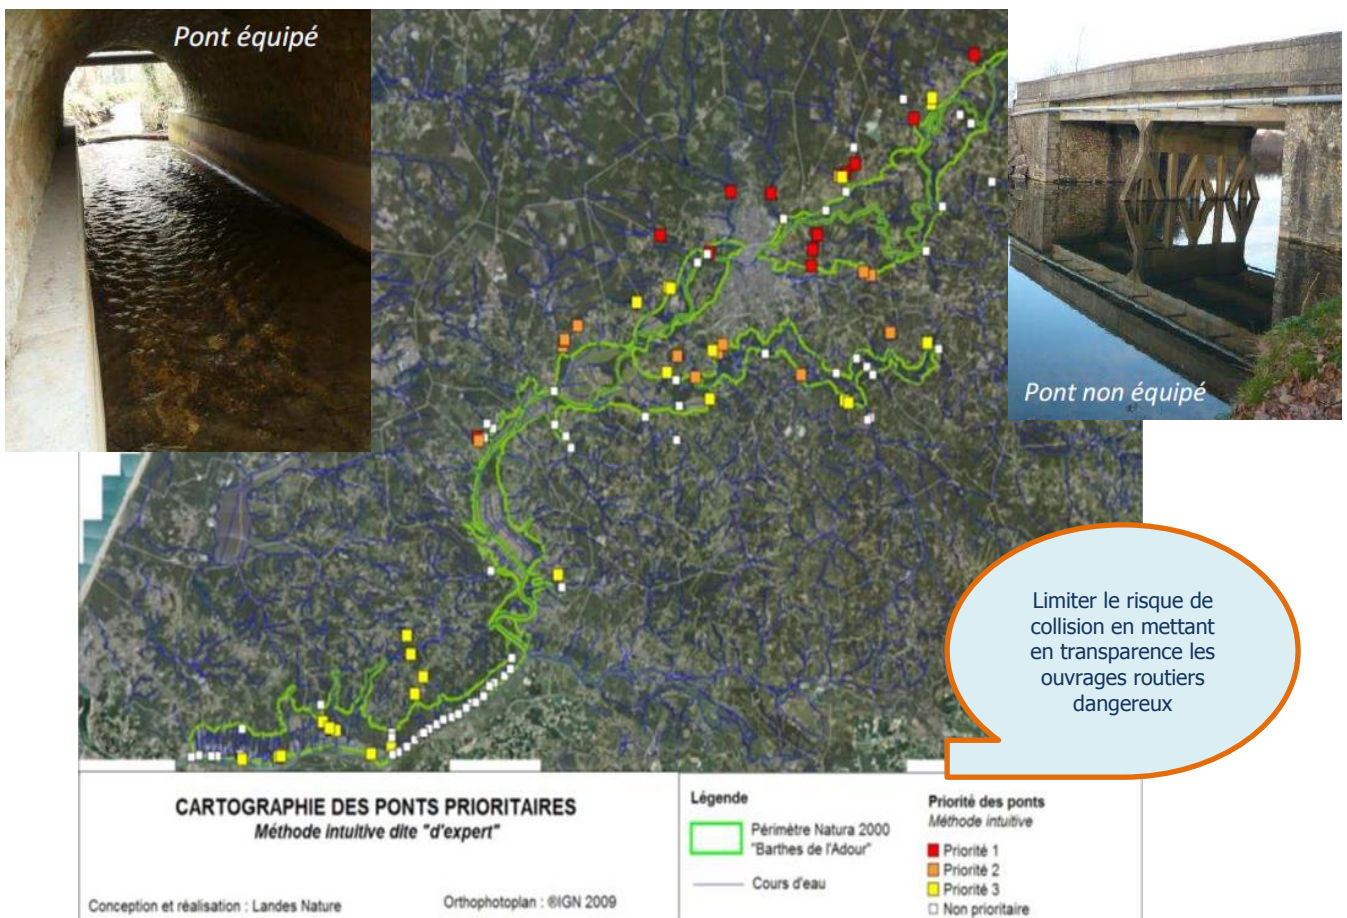 Pont équipé
Pont non équipé
Limiter le risque de
collision en mettant
en transparence les
ouvrages routiers
dangereux
CARTOGRAPHIE DES PONTS PRIORITAIRES
Méthode intuitive dite "d'expert"
Conception et réalisation : Landes Nature
Orthophotoplan : ®IGN 2009
Légende
Périmètre Natura 2000
"Barthes de l'Adour"
Cours d'eau
Priorité des ponts
Méthode intuitive
Priorité 1
Priorité 2
Priorité 3
Non prioritaire